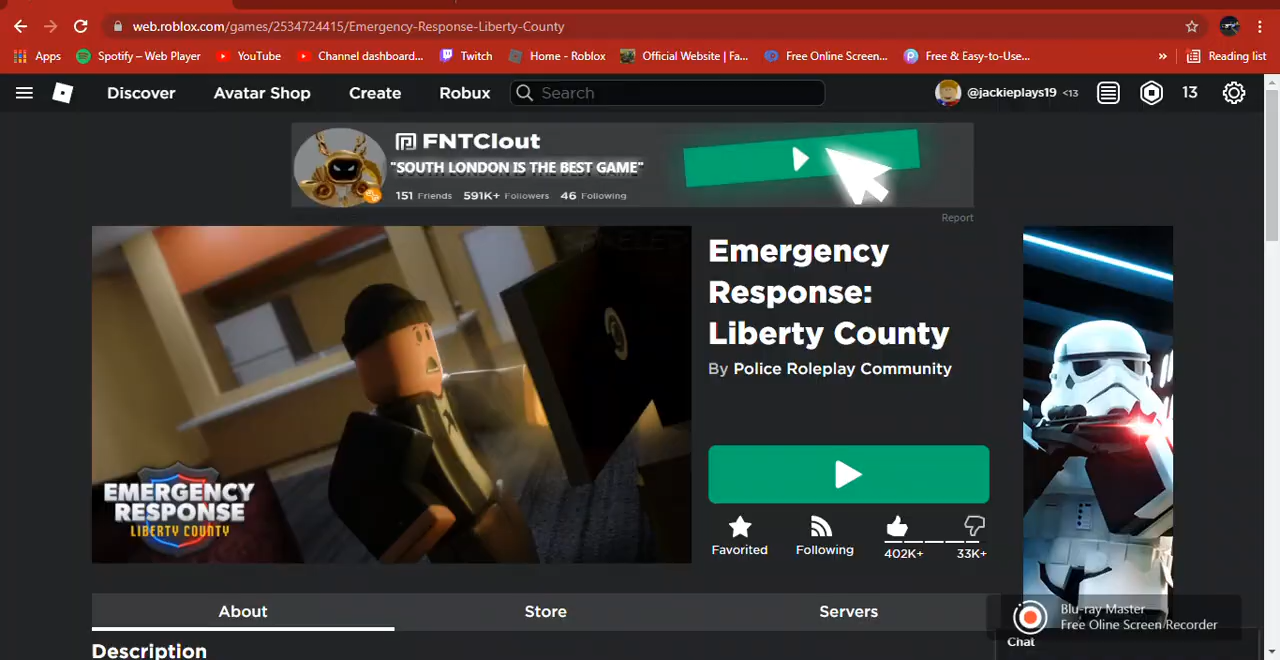 web.roblox.com/games/2534724415/Emergency-Response-Liberty-County
Apps Spotify – Web Player YouTube Channel dashboard... Twitch Home - Roblox Official Website | Fa... Free Online Screen... Free & Easy-to-Use... » Reading list
Discover Avatar Shop Create Robux Search @jackieplays19 <13 13
FNTClout
"SOUTH LONDON IS THE BEST GAME"
151 Friends 591K+ Followers 46 Following
Report
Emergency
Response:
Liberty County
By Police Roleplay Community
EMERGENCY
RESPONSE
LIBERTY COUNTY
Favorited Following 402K+ 33K+
About Store Servers
Blu-ray Master
Free Oline Screen Recorder
Chat
Description